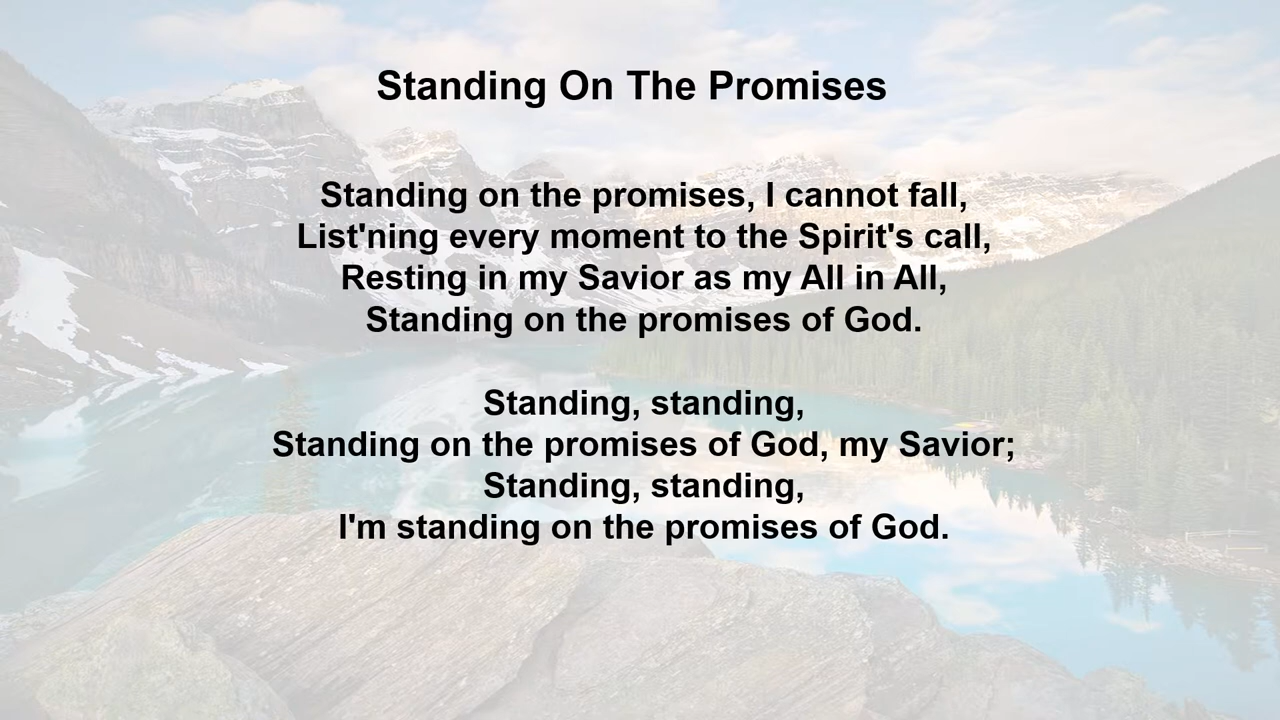 Standing On The Promises
Standing on the promises, I cannot fall,
List'ning every moment to the Spirit's call,
Resting in my Savior as my All in All,
Standing on the promises of God.
Standing, standing,
Standing on the promises of God, my Savior;
Standing, standing,
I'm standing on the promises of God.